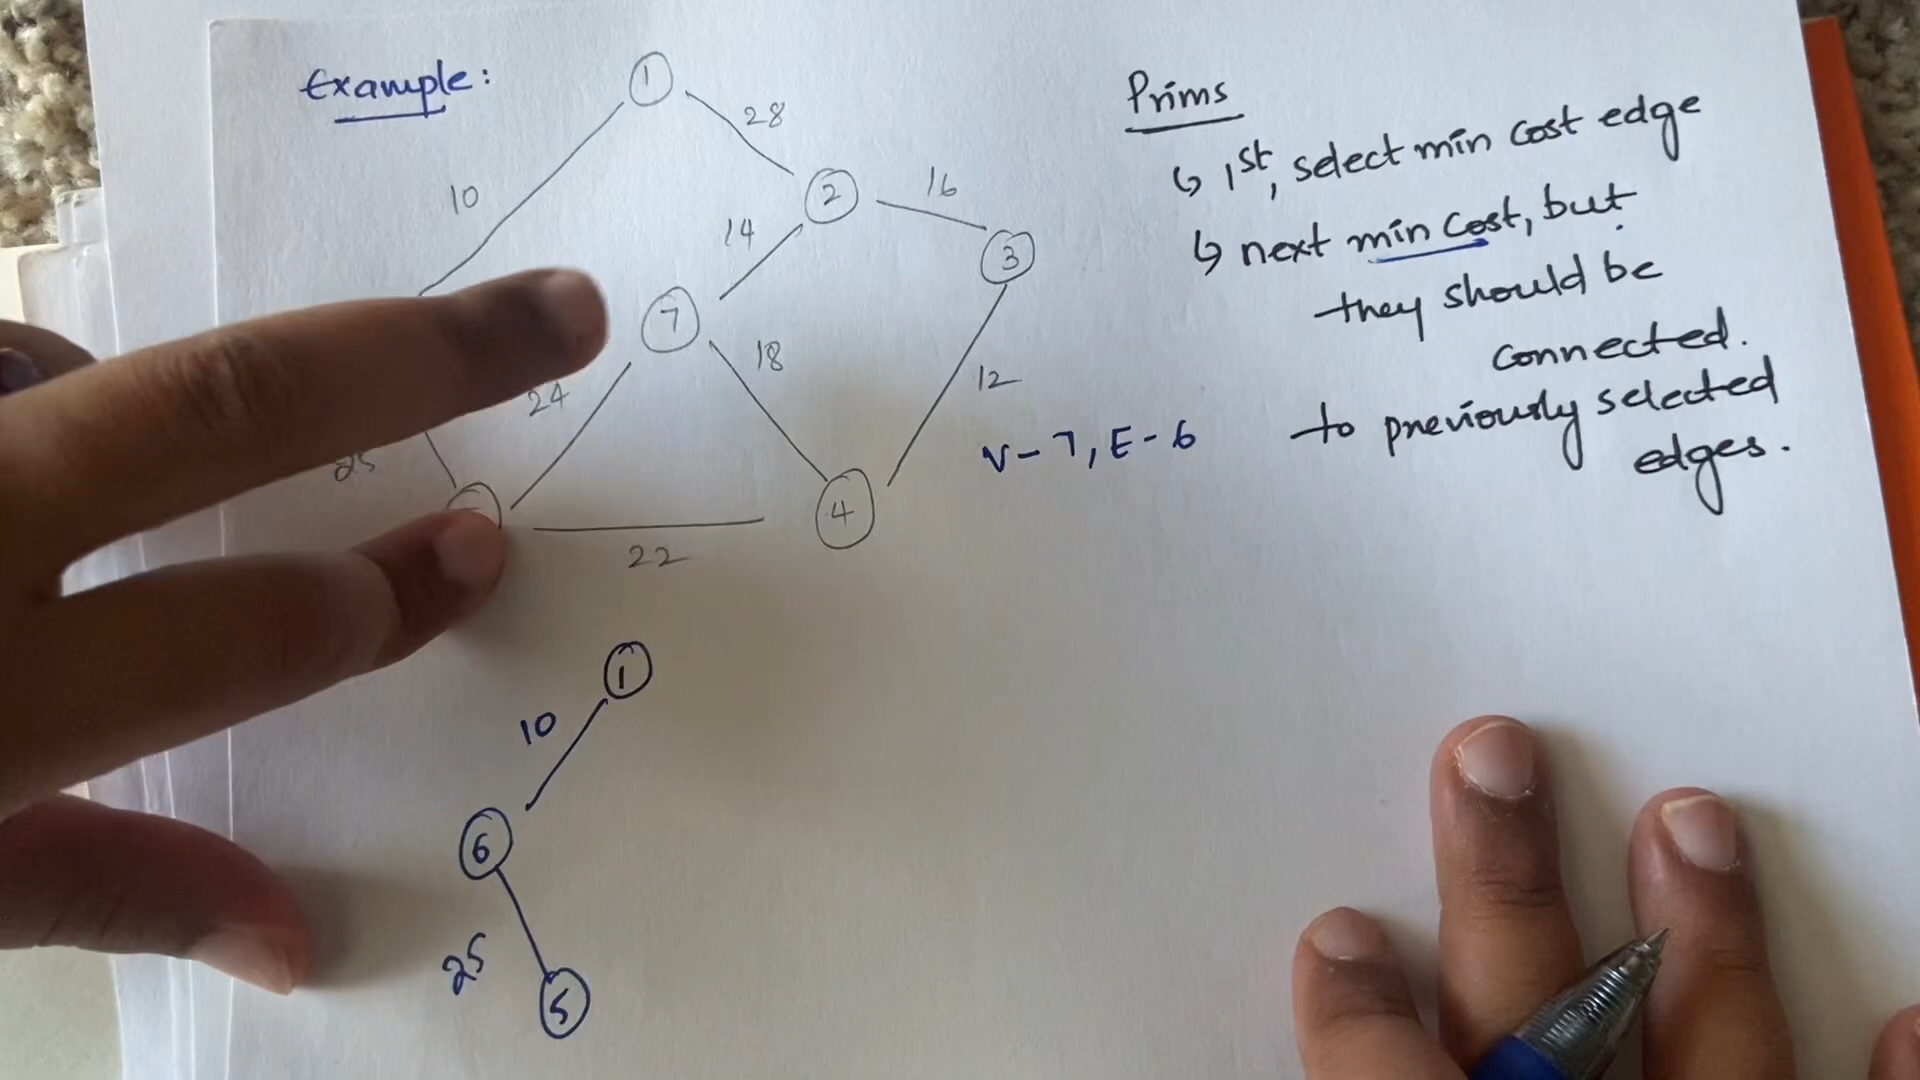 Example:
1
28
10
2
16
14
3
7
18
24
12
25
4
22
V-7, E-6
Prims
↳ 1st, select min cost edge
↳ next min cost, but
they should be
connected.
to previously selected
edges.
1
10
6
25
5